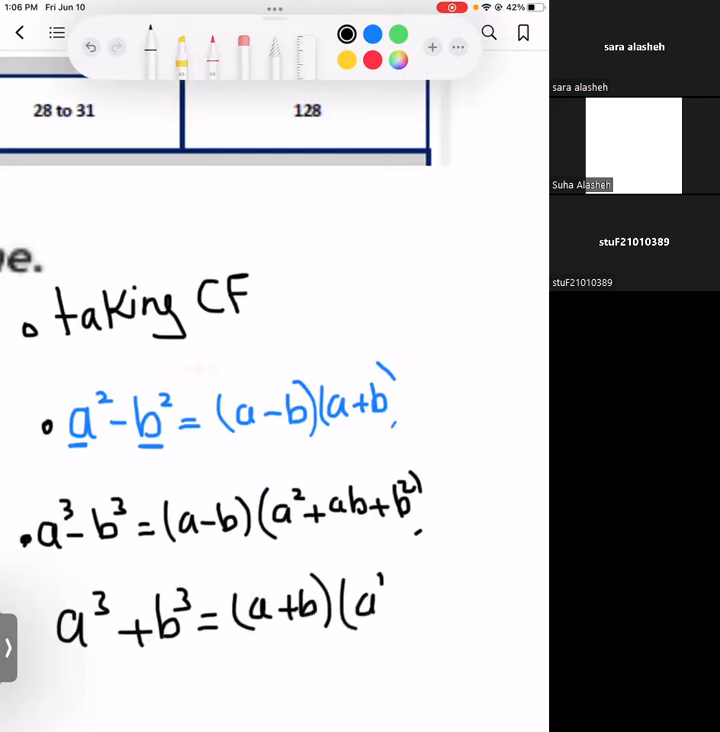 1:06 PM Fri Jun 10
42%
28 to 31
128
sara alasheh
sara alasheh
Suha Alasheh
stuF21010389
stuF21010389
e.
taking CF
a² - b² = (a-b)(a+b)
a³ - b³ = (a-b)(a²+ab+b²)
a³ + b³ = (a+b)(a